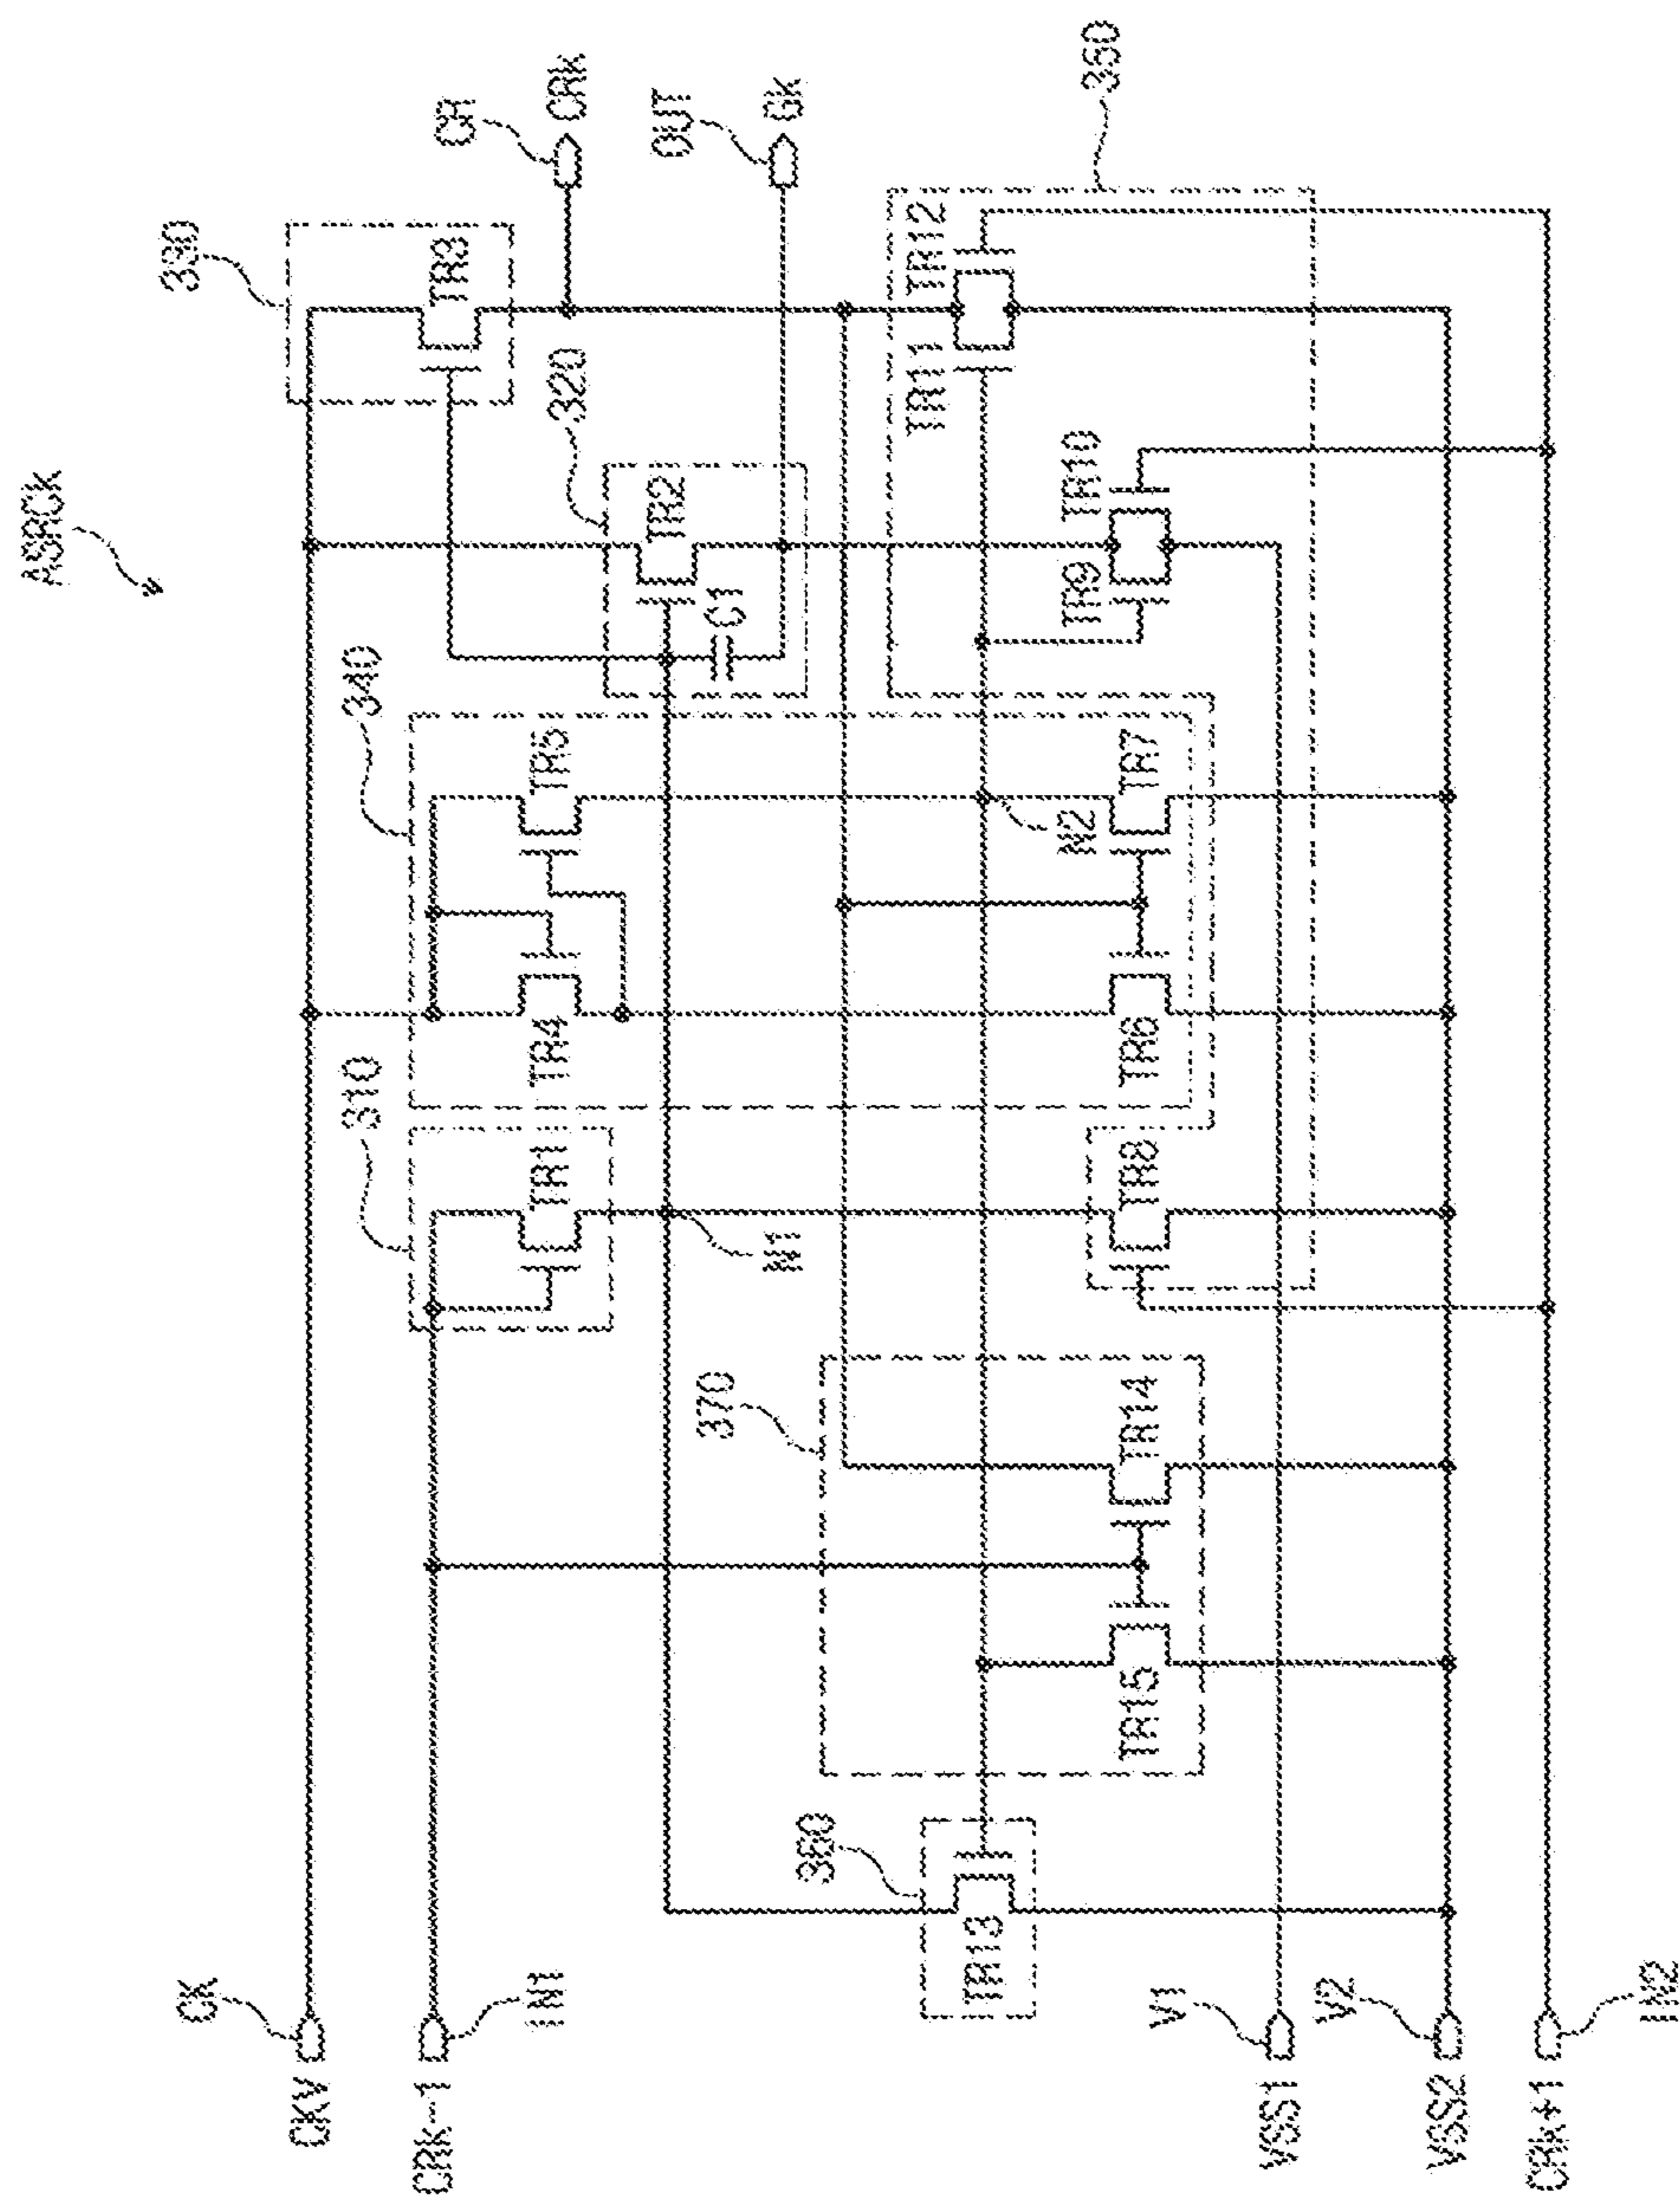 ASRCk
330
TR3
CR
CRk
320
TR2
C1
OUT
Gk
340
TR5
TR4
310
TR1
N1
N2
TR7
TR6
TR8
TR11
TR12
TR9
TR10
350
370
TR14
TR15
360
TR13
CK
CKV
IN1
CRk-1
V1
VSS1
V2
VSS2
IN2
CRk+1